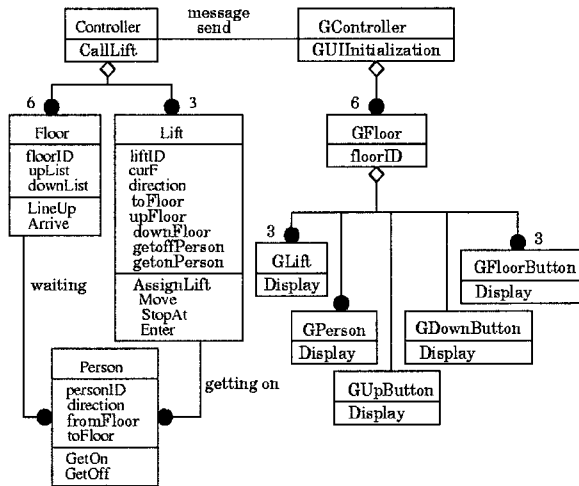 Controller
CallLift
message
send
GController
GUIInitialization
6
3
Floor
floorID
upList
downList
LineUp
Arrive
Lift
liftID
curF
direction
toFloor
upFloor
downFloor
getoffPerson
getonPerson
AssignLift
Move
StopAt
Enter
waiting
getting on
Person
personID
direction
fromFloor
toFloor
GetOn
GetOff
6
GFloor
floorID
3
GLift
Display
GPerson
Display
GUpButton
Display
GDownButton
Display
3
GFloorButton
Display